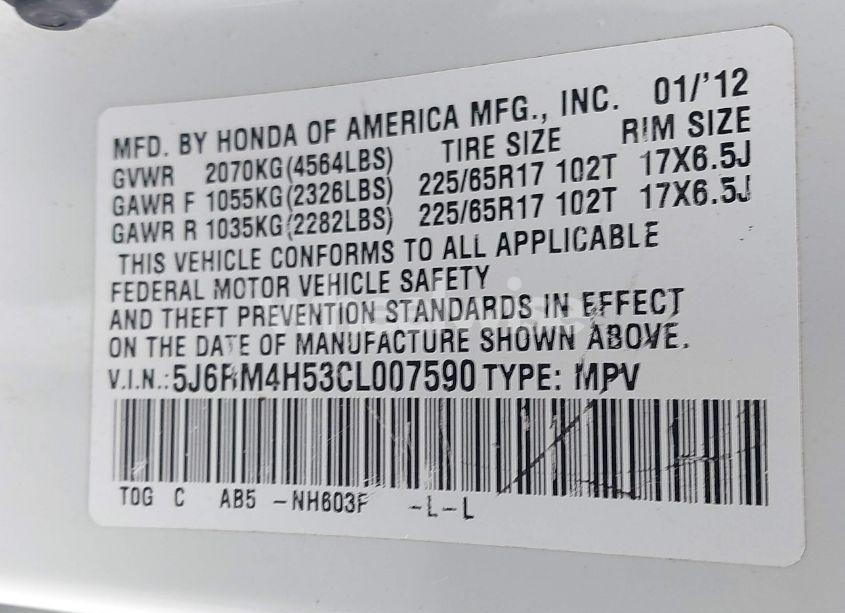 MFD. BY HONDA OF AMERICA MFG., INC. 01/'12
TIRE SIZE RIM SIZE
GVWR 2070KG(4564LBS)
GAWR F 1055KG(2326LBS) 225/65R17 102T 17X6.5J
GAWR R 1035KG(2282LBS) 225/65R17 102T 17X6.5J
THIS VEHICLE CONFORMS TO ALL APPLICABLE
FEDERAL MOTOR VEHICLE SAFETY
AND THEFT PREVENTION STANDARDS IN EFFECT
ON THE DATE OF MANUFACTURE SHOWN ABOVE.
V.I.N.:5J6RM4H53CL007590 TYPE: MPV
TOG C AB5 -NH603P -L-L